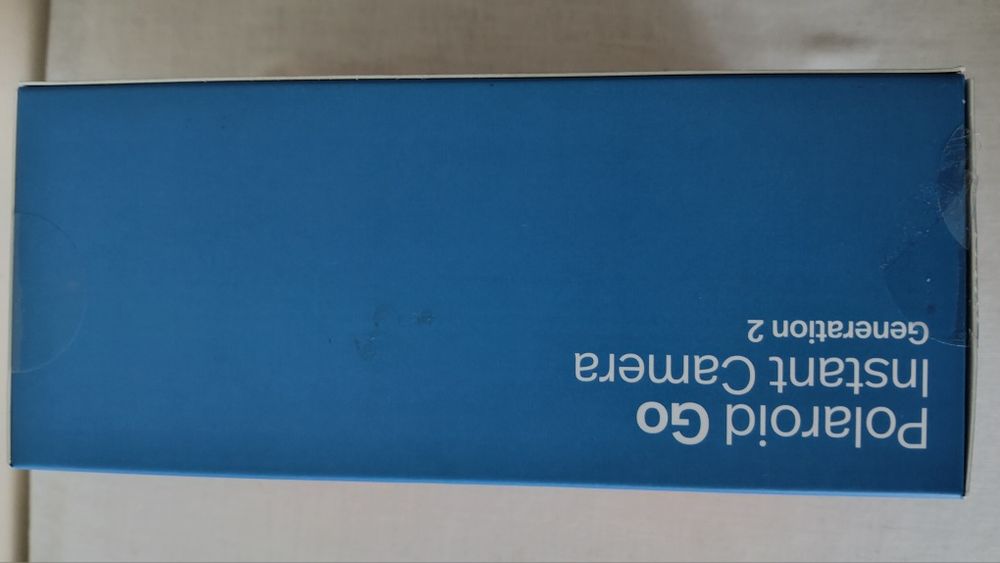 Polaroid Go
Instant Camera
Generation 2